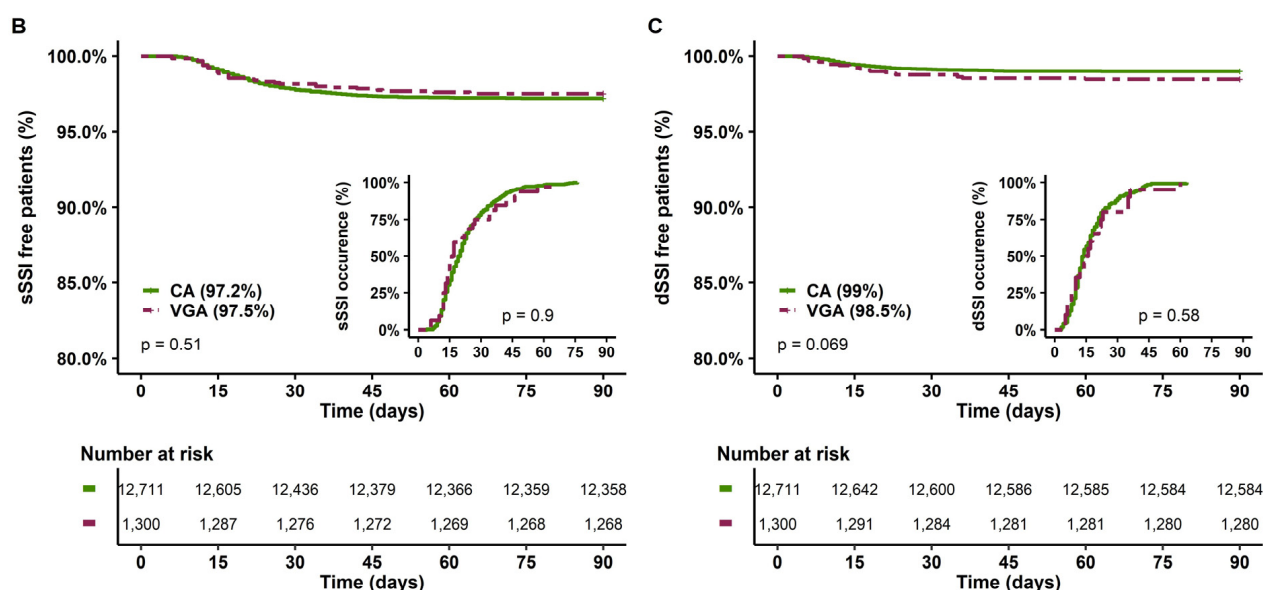 B
sSSI free patients (%)
100.0%
95.0%
90.0%
85.0%
80.0%
CA (97.2%)
VGA (97.5%)
p = 0.51
sSSI occurence (%)
100%
75%
50%
25%
0%
p = 0.9
0 15 30 45 60 75 90
0 15 30 45 60 75 90
Time (days)
Number at risk
12,711 12,605 12,436 12,379 12,366 12,359 12,358
1,300 1,287 1,276 1,272 1,269 1,268 1,268
0 15 30 45 60 75 90
Time (days)
C
dSSI free patients (%)
100.0%
95.0%
90.0%
85.0%
80.0%
CA (99%)
VGA (98.5%)
p = 0.069
dSSI occurence (%)
100%
75%
50%
25%
0%
p = 0.58
0 15 30 45 60 75 90
0 15 30 45 60 75 90
Time (days)
Number at risk
12,711 12,642 12,600 12,586 12,585 12,584 12,584
1,300 1,291 1,284 1,281 1,281 1,280 1,280
0 15 30 45 60 75 90
Time (days)